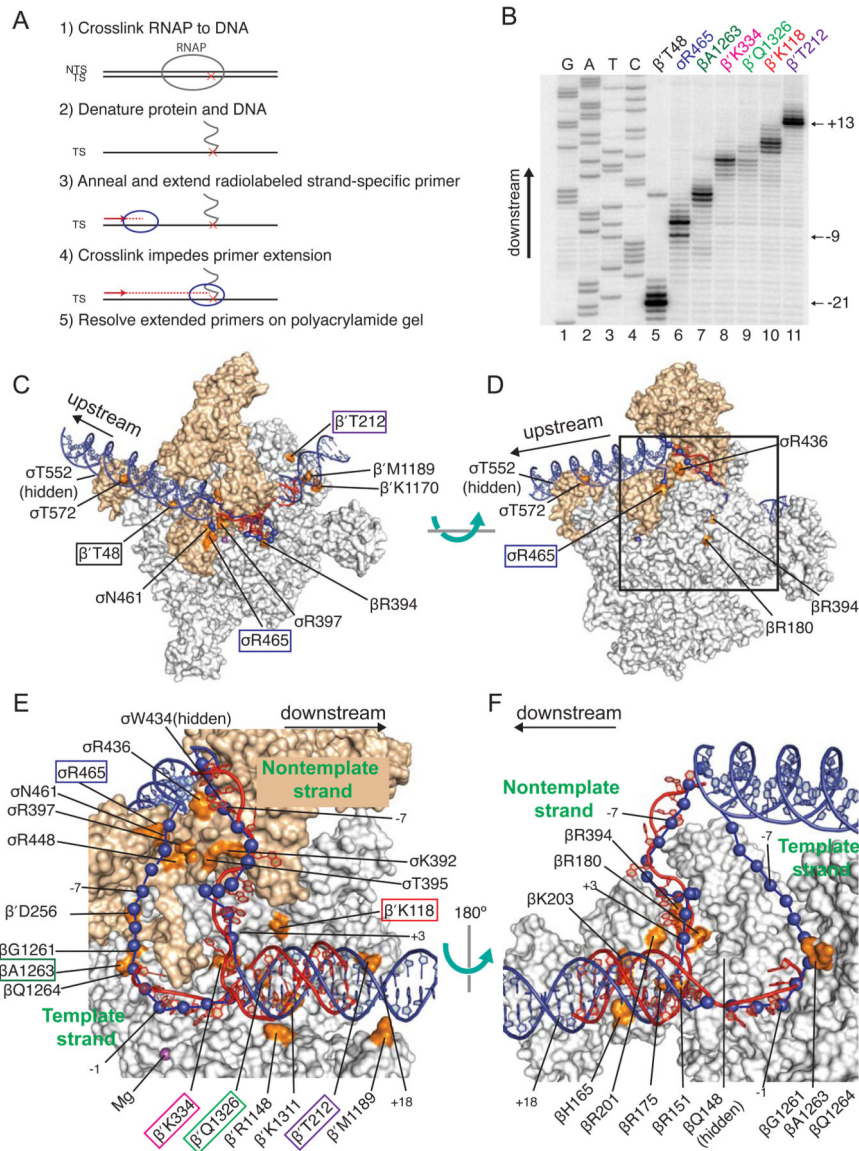 A
1) Crosslink RNAP to DNA
RNAP
NTS
TS
2) Denature protein and DNA
TS
3) Anneal and extend radiolabeled strand-specific primer
TS
4) Crosslink impedes primer extension
TS
5) Resolve extended primers on polyacrylamide gel
B
G A T C β′T48 σR465 βA1263 β′K334 β′Q1326 β′K118 β′T212
+13
-9
-21
downstream
1 2 3 4 5 6 7 8 9 10 11
C
upstream
σT552
(hidden)
σT572
β′T48
σN461
σR465
σR397
βR394
β′T212
β′M1189
β′K1170
D
upstream
σT552
(hidden)
σT572
σR465
σR436
βR394
βR180
E
σW434(hidden)
downstream
σR436
σR465
σN461
σR397
σR448
Nontemplate
strand
-7
σK392
σT395
-7
β′D256
β′K118
+3
βG1261
βA1263
βQ1264
Template
strand
-1
Mg
β′K334
β′Q1326
β′R1148
β′K1311
β′T212
β′M1189
+18
180º
F
downstream
Nontemplate
strand
-7
Template
strand
-7
βR394
βR180
+3
βK203
+18
βH165
βR201
βR175
βR151
βQ148
(hidden)
-1
βG1261
βA1263
βQ1264